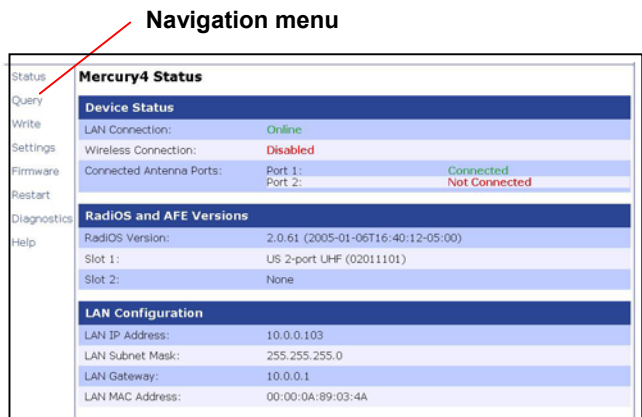 Navigation menu
Status
Query
Write
Settings
Firmware
Restart
Diagnostics
Help
Mercury4 Status
Device Status
LAN Connection: Online
Wireless Connection: Disabled
Connected Antenna Ports: Port 1: Connected
Port 2: Not Connected
RadiOS and AFE Versions
RadiOS Version: 2.0.61 (2005-01-06T16:40:12-05:00)
Slot 1: US 2-port UHF (02011101)
Slot 2: None
LAN Configuration
LAN IP Address: 10.0.0.103
LAN Subnet Mask: 255.255.255.0
LAN Gateway: 10.0.0.1
LAN MAC Address: 00:00:0A:89:03:4A